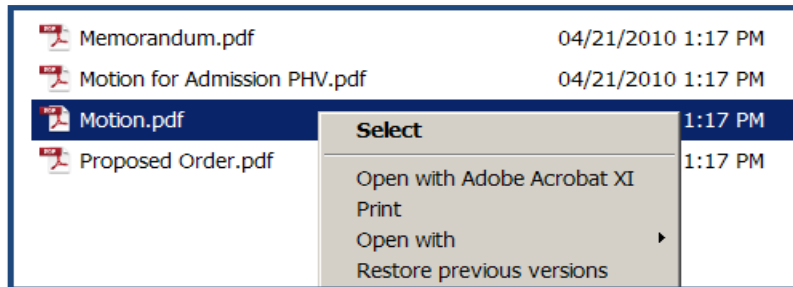 Memorandum.pdf 04/21/2010 1:17 PM
Motion for Admission PHV.pdf 04/21/2010 1:17 PM
Motion.pdf 1:17 PM
Proposed Order.pdf 1:17 PM
Select
Open with Adobe Acrobat XI
Print
Open with
Restore previous versions